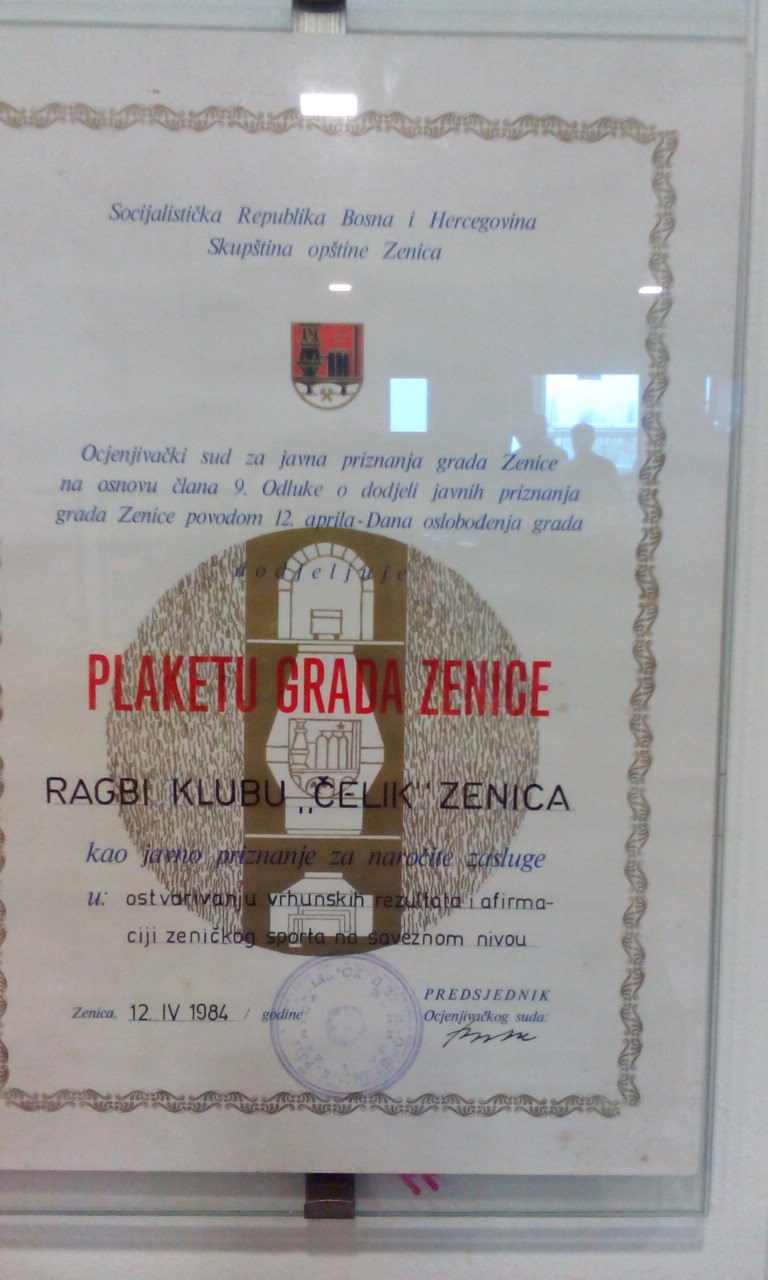 Socijalistička Republika Bosna i Hercegovina
Skupština opštine Zenica
Ocjenjivački sud za javna priznanja grada Zenice
na osnovu člana 9. Odluke o dodjeli javnih priznanja
grada Zenice povodom 12. aprila-Dana oslobođenja grada
dodjeljuje
PLAKETU GRADA ZENICE
RAGBI KLUBU „ČELIK" ZENICA
kao javno priznanje za naročite zasluge
u: ostvarivanju vrhunskih rezultata i afirma-
ciji zeničkog sporta na saveznom nivou
Zenica, 12. IV 1984 / godine
PREDSJEDNIK
Ocjenjivačkog suda: